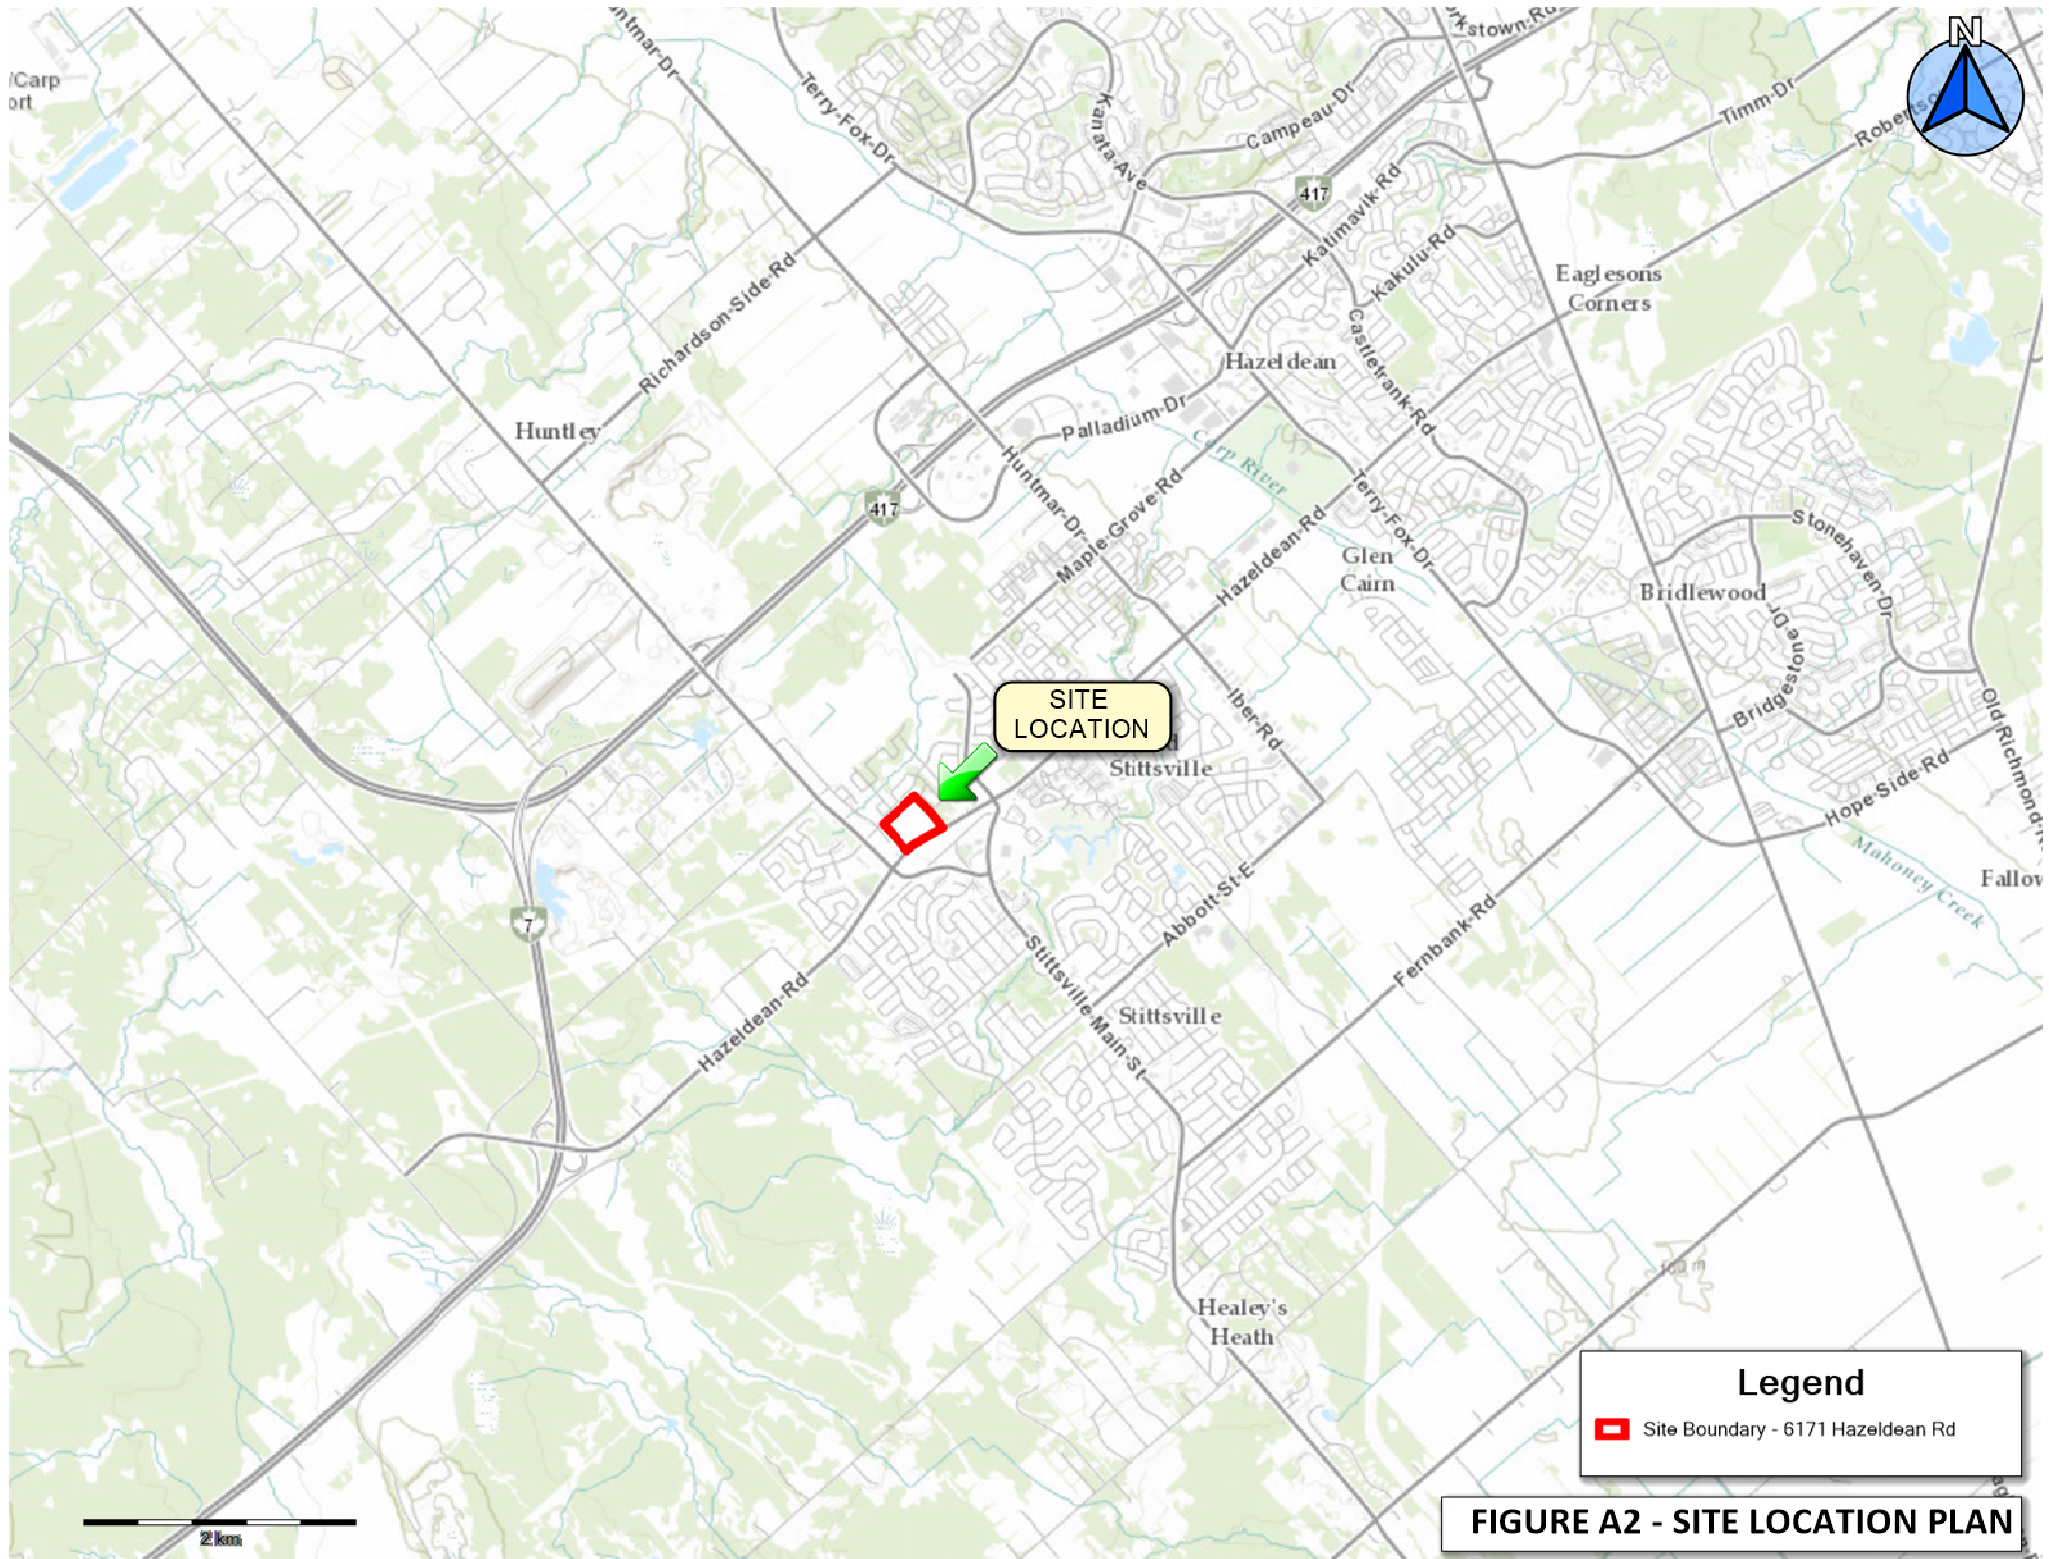 N
/Carp
ort
ntmar-Dr
Terry-Fox-Dr
Kanata-Ave
Campeau-Dr
rkstown-Rd
Timm-Dr
417
Katimavik-Rd
Kakulu-Rd
Eaglesons
Corners
Richardson-Side-Rd
Castlefrank-Rd
Hazeldean
Huntley
Palladium-Dr
Carp River
Huntmar-Dr
Maple-Grove-Rd
417
Hazeldean-Rd
Terry-Fox-Dr
Glen
Cairn
Stonehaven-Dr
Bridlewood
Bridgestone-Dr
SITE
LOCATION
Iber-Rd
Stittsville
Old-Richmond-R
Hope-Side-Rd
Mahoney Creek
Fallow
7
Abbott-St-E
Fernbank-Rd
Hazeldean-Rd
Stittsville-Main-St
Stittsville
Healey's
Heath
Legend
Site Boundary - 6171 Hazeldean Rd
2 km
FIGURE A2 - SITE LOCATION PLAN